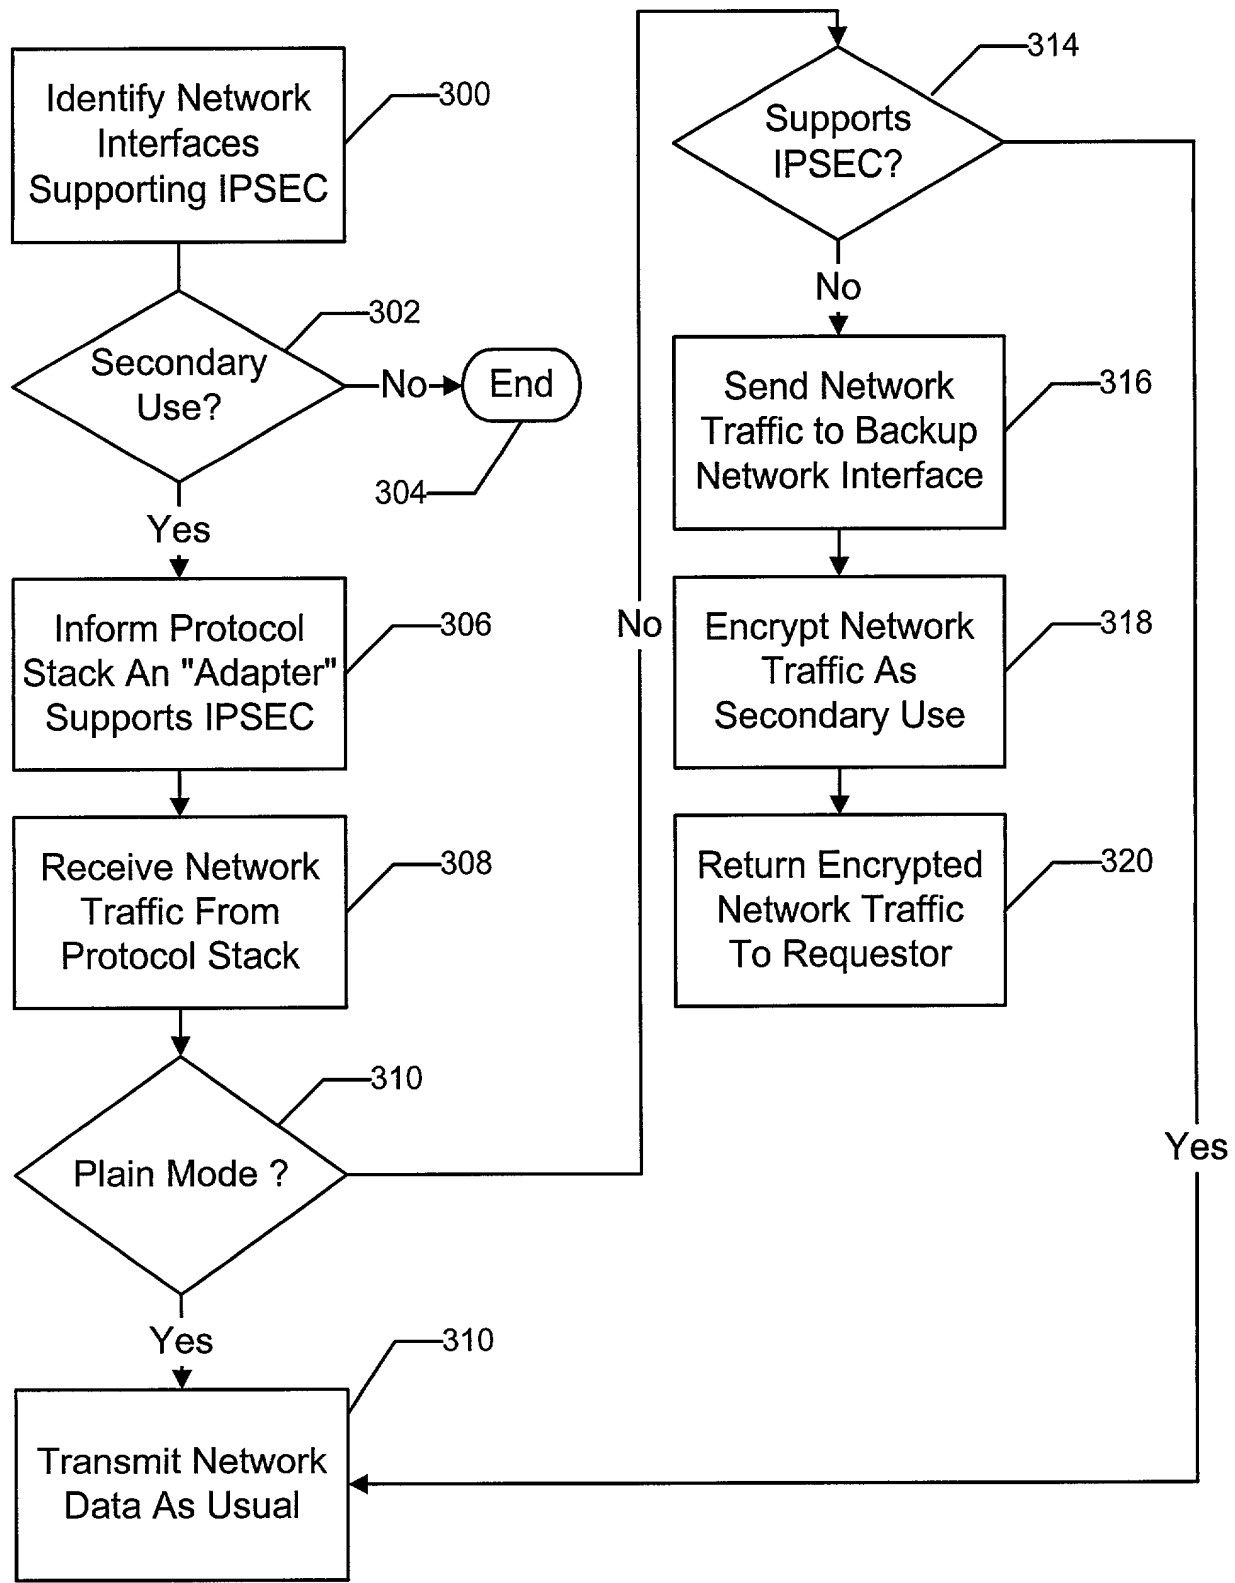 Identify Network
Interfaces
Supporting IPSEC
300
Secondary
Use?
302
No
End
304
Yes
Inform Protocol
Stack An "Adapter"
Supports IPSEC
306
Receive Network
Traffic From
Protocol Stack
308
Plain Mode ?
310
No
Yes
Transmit Network
Data As Usual
310
Supports
IPSEC?
314
No
Send Network
Traffic to Backup
Network Interface
316
Encrypt Network
Traffic As
Secondary Use
318
Return Encrypted
Network Traffic
To Requestor
320
Yes